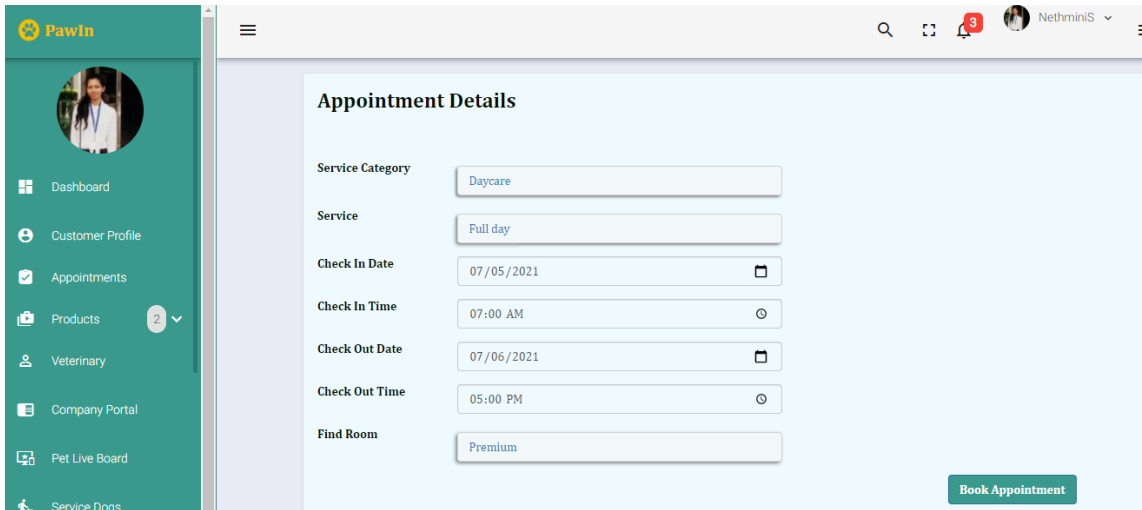 PawIn
3
NethminiS
Dashboard
Customer Profile
Appointments
Products 2
Veterinary
Company Portal
Pet Live Board
Service Dogs
Appointment Details
Service Category Daycare
Service Full day
Check In Date 07/05/2021
Check In Time 07:00 AM
Check Out Date 07/06/2021
Check Out Time 05:00 PM
Find Room Premium
Book Appointment